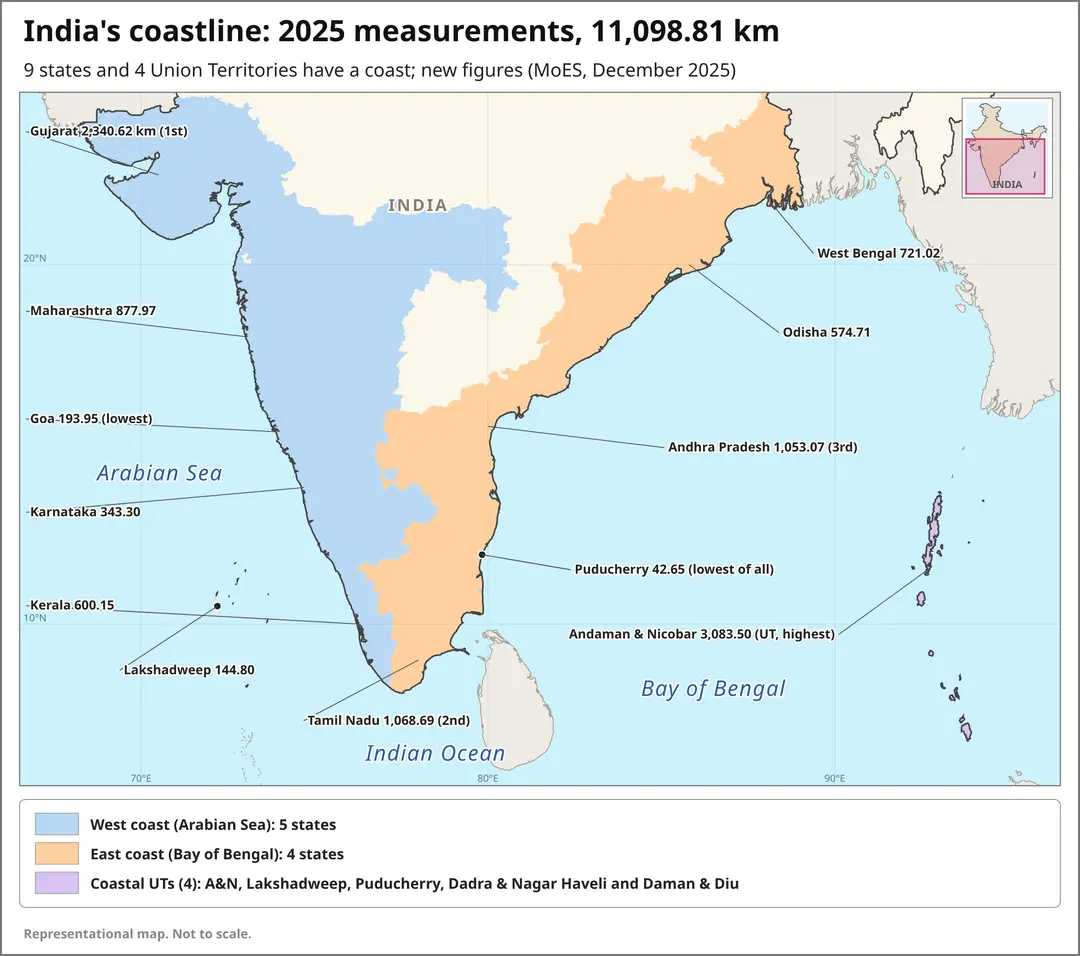 India's coastline: 2025 measurements, 11,098.81 km
9 states and 4 Union Territories have a coast; new figures (MoES, December 2025)
Gujarat 2,340.62 km (1st)
INDIA
INDIA
20°N
West Bengal 721.02
Maharashtra 877.97
Odisha 574.71
Goa 193.95 (lowest)
Andhra Pradesh 1,053.07 (3rd)
Arabian Sea
Karnataka 343.30
Puducherry 42.65 (lowest of all)
Kerala 600.15
10°N
Andaman & Nicobar 3,083.50 (UT, highest)
Lakshadweep 144.80
Bay of Bengal
Tamil Nadu 1,068.69 (2nd)
Indian Ocean
70°E
80°E
90°E
West coast (Arabian Sea): 5 states
East coast (Bay of Bengal): 4 states
Coastal UTs (4): A&N, Lakshadweep, Puducherry, Dadra & Nagar Haveli and Daman & Diu
Representational map. Not to scale.